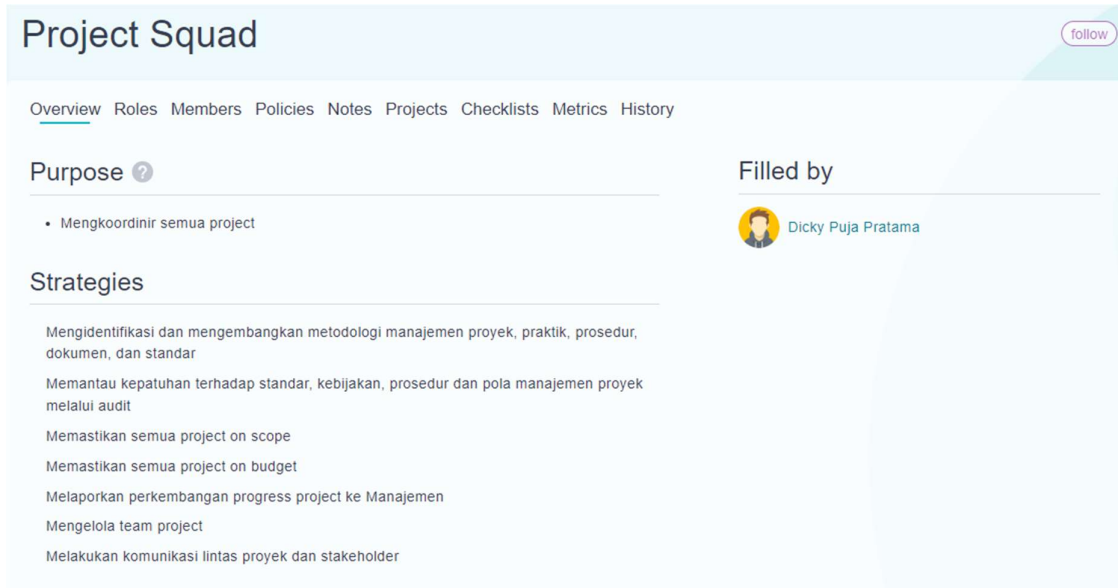 Project Squad
follow
Overview Roles Members Policies Notes Projects Checklists Metrics History
Purpose ?
• Mengkoordinir semua project
Strategies
Mengidentifikasi dan mengembangkan metodologi manajemen proyek, praktik, prosedur,
dokumen, dan standar
Memantau kepatuhan terhadap standar, kebijakan, prosedur dan pola manajemen proyek
melalui audit
Memastikan semua project on scope
Memastikan semua project on budget
Melaporkan perkembangan progress project ke Manajemen
Mengelola team project
Melakukan komunikasi lintas proyek dan stakeholder
Filled by
Dicky Puja Pratama